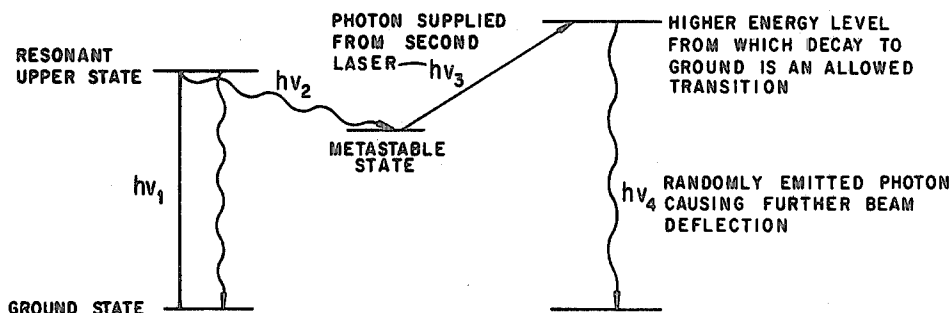 RESONANT
UPPER STATE
hν₁
GROUND STATE
hν₂
METASTABLE
STATE
PHOTON SUPPLIED
FROM SECOND
LASER
hν₃
HIGHER ENERGY LEVEL
FROM WHICH DECAY TO
GROUND IS AN ALLOWED
TRANSITION
hν₄
RANDOMLY EMITTED PHOTON
CAUSING FURTHER BEAM
DEFLECTION